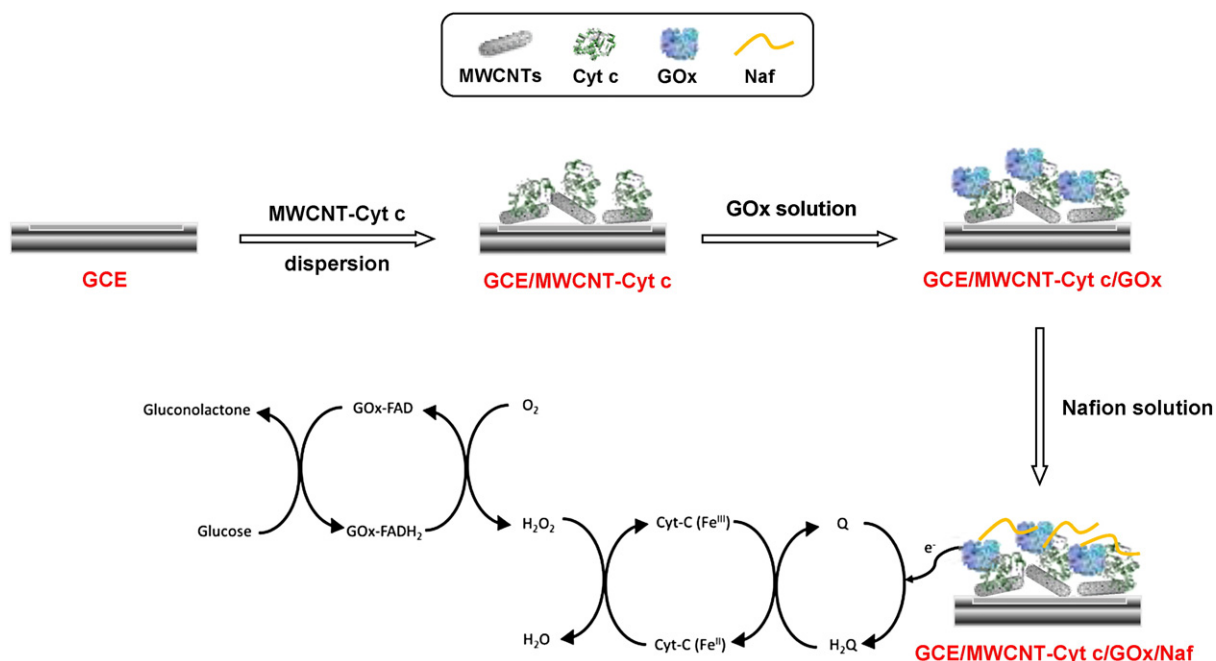 MWCNTs Cyt c GOx Naf
MWCNT-Cyt c
dispersion
GOx solution
GCE
GCE/MWCNT-Cyt c
GCE/MWCNT-Cyt c/GOx
Nafion solution
Gluconolactone GOx-FAD O₂
Glucose GOx-FADH₂ H₂O₂ Cyt-C (Feᴵᴵᴵ) Q e⁻
H₂O Cyt-C (Feᴵᴵ) H₂Q
GCE/MWCNT-Cyt c/GOx/Naf